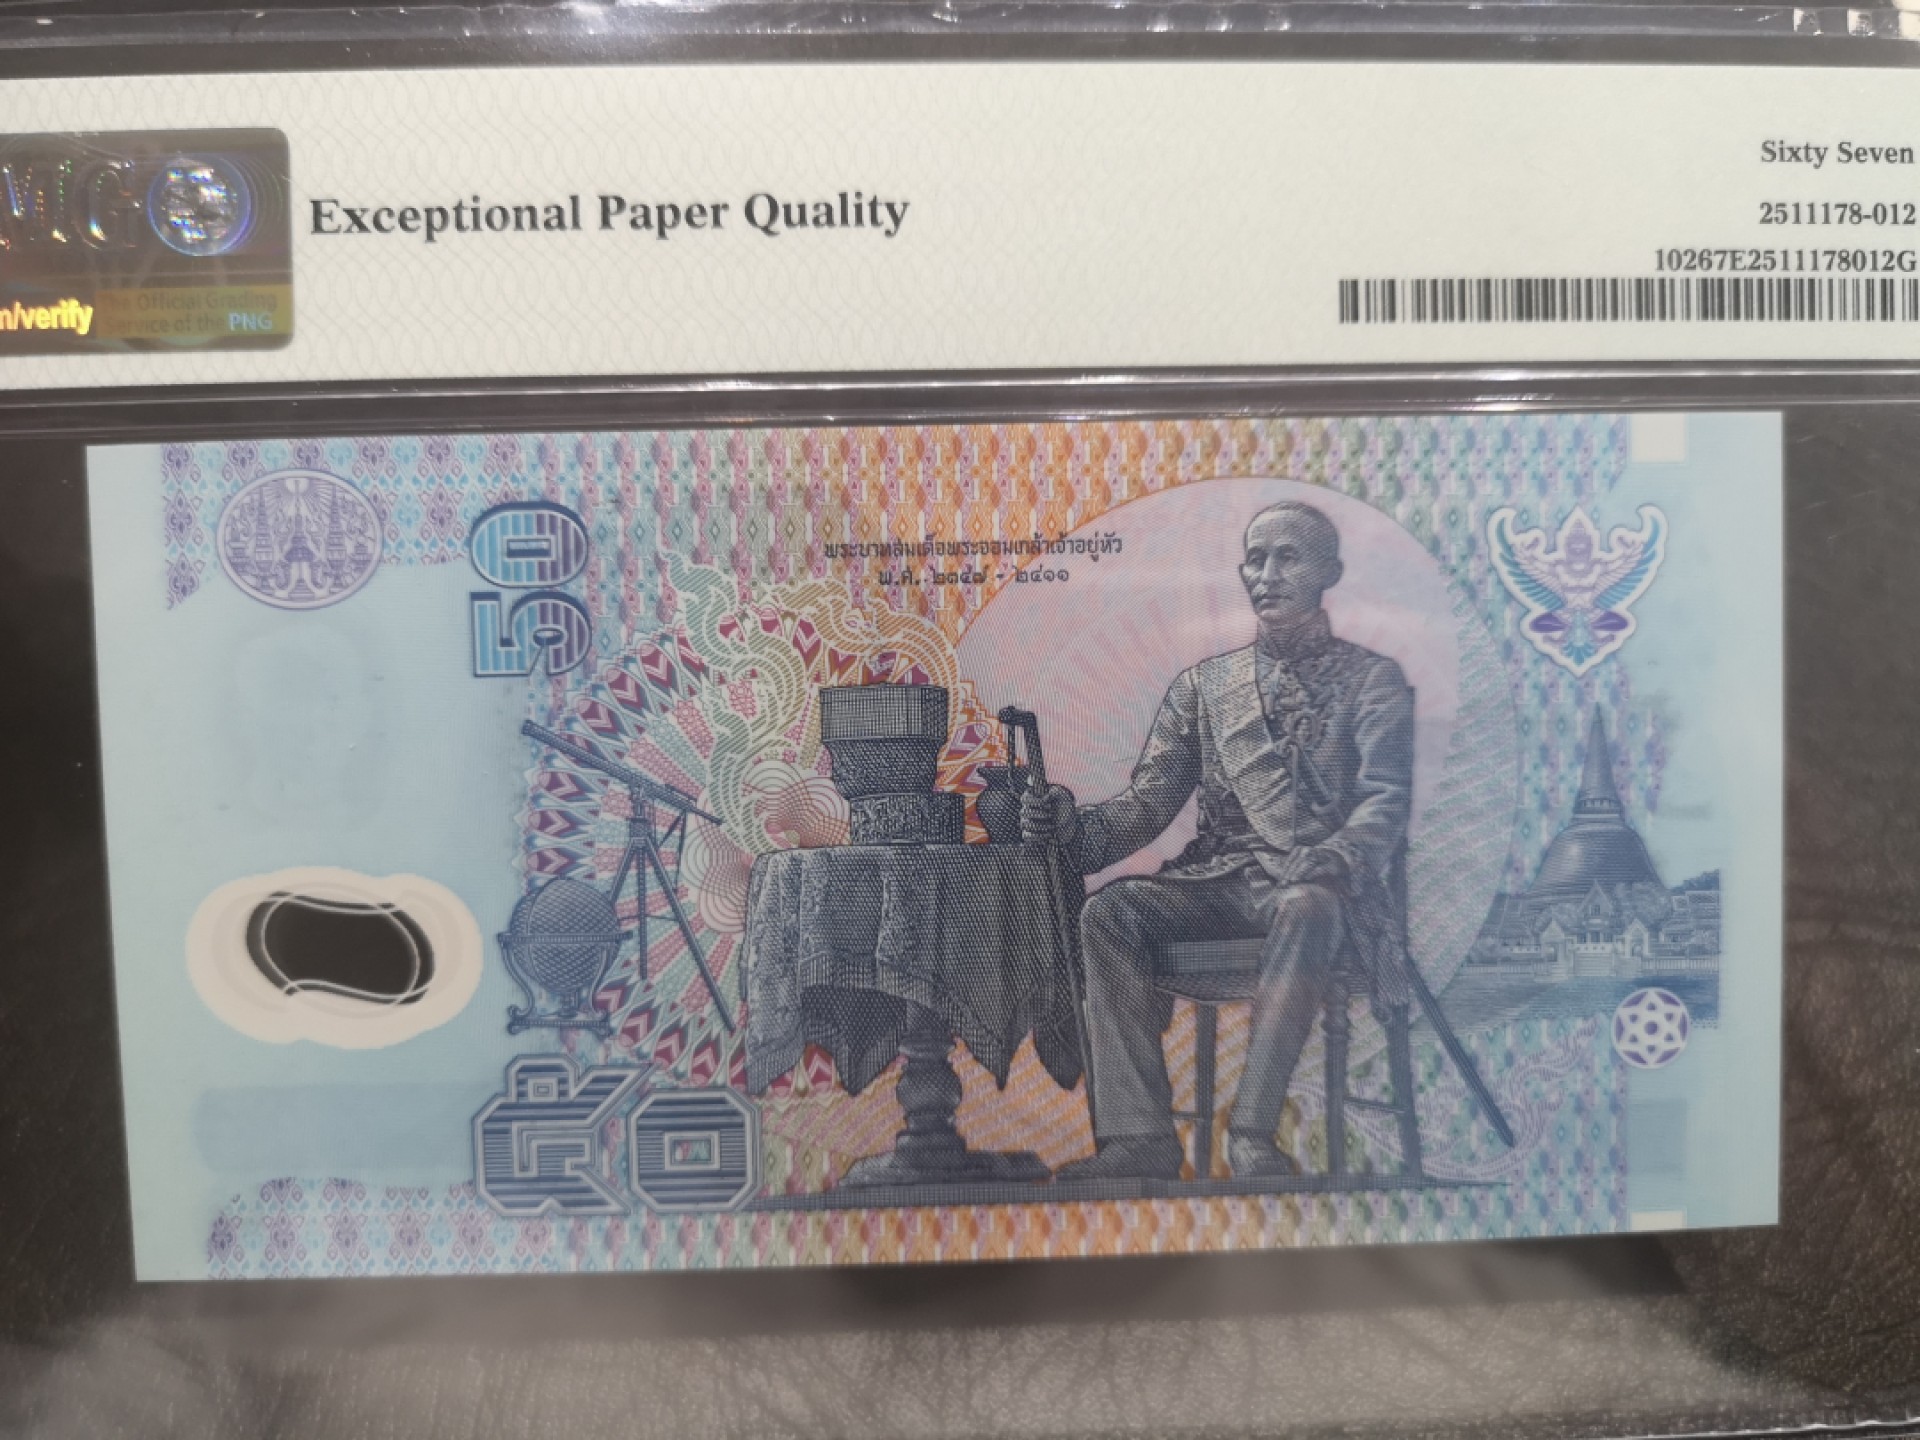 Sixty Seven
Exceptional Paper Quality
2511178-012
10267E2511178012G
PMG
m/verify
The Official Grading
Service of the PNG
50
พระบาทสมเด็จพระจอมเกล้าเจ้าอยู่หัว
พ.ศ. ๒๓๔๗ - ๒๔๑๑
๕๐